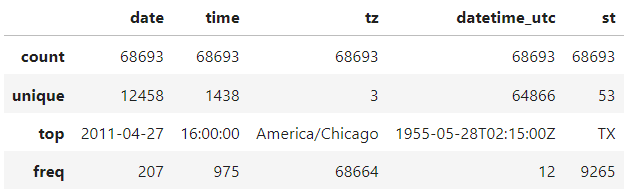 date time tz datetime_utc st
count 68693 68693 68693 68693 68693
unique 12458 1438 3 64866 53
top 2011-04-27 16:00:00 America/Chicago 1955-05-28T02:15:00Z TX
freq 207 975 68664 12 9265